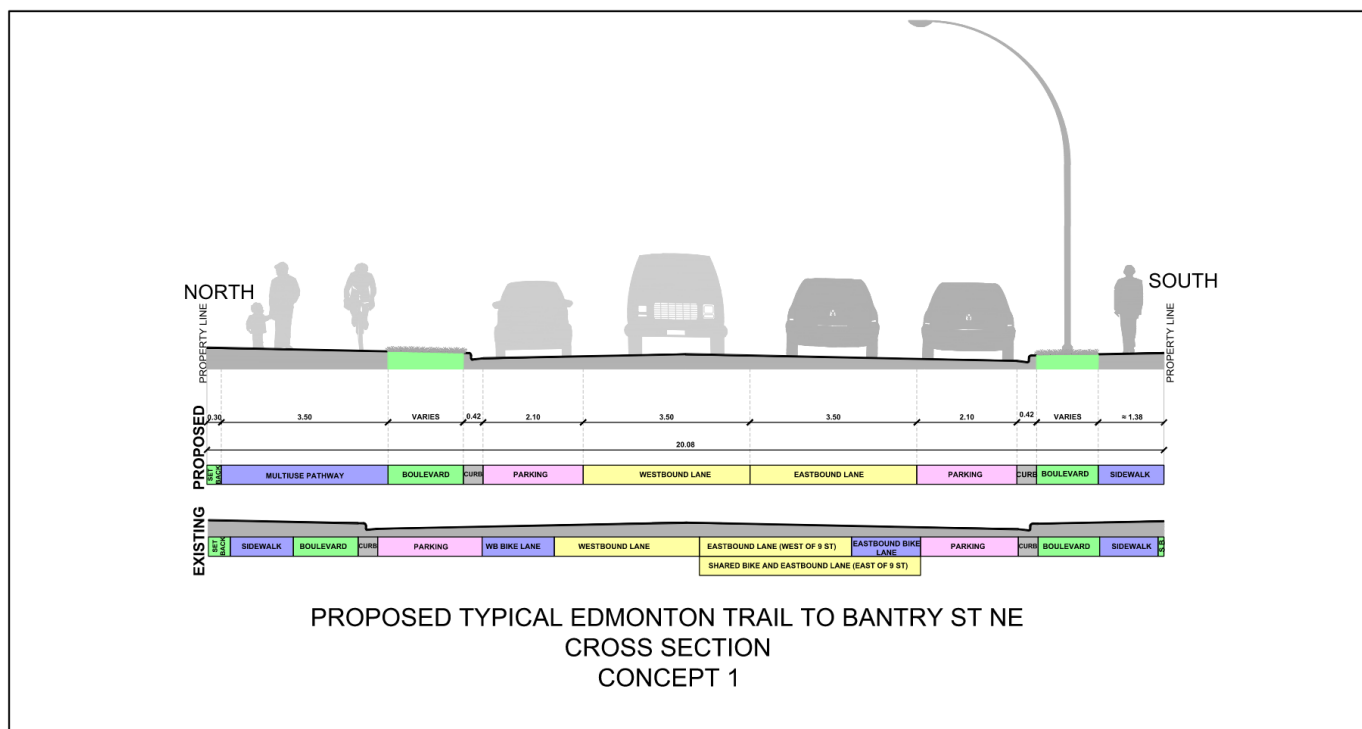 NORTH
SOUTH
PROPERTY LINE
PROPERTY LINE
0.30 3.50 VARIES 0.42 2.10 3.50 3.50 2.10 0.42 VARIES ≈ 1.38
20.08
PROPOSED
SET BACK MULTIUSE PATHWAY BOULEVARD CURB PARKING WESTBOUND LANE EASTBOUND LANE PARKING CURB BOULEVARD SIDEWALK
EXISTING
SET BACK SIDEWALK BOULEVARD CURB PARKING WB BIKE LANE WESTBOUND LANE EASTBOUND LANE (WEST OF 9 ST) EASTBOUND BIKE LANE PARKING CURB BOULEVARD SIDEWALK S.B
SHARED BIKE AND EASTBOUND LANE (EAST OF 9 ST)
PROPOSED TYPICAL EDMONTON TRAIL TO BANTRY ST NE
CROSS SECTION
CONCEPT 1